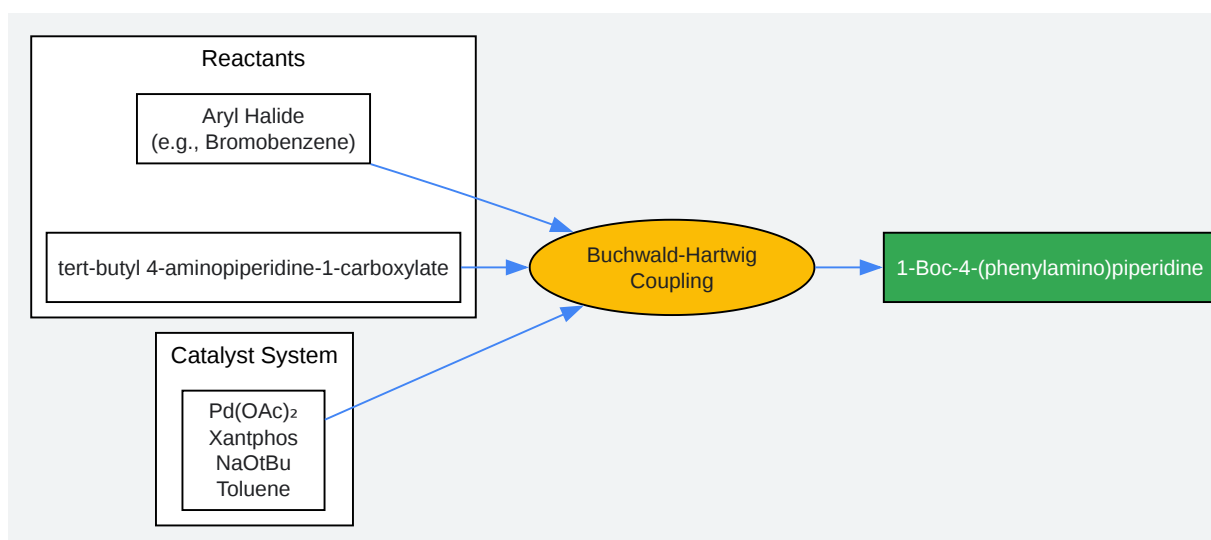 Reactants
Aryl Halide
(e.g., Bromobenzene)
tert-butyl 4-aminopiperidine-1-carboxylate
Catalyst System
Pd(OAc)₂
Xantphos
NaOtBu
Toluene
Buchwald-Hartwig
Coupling
1-Boc-4-(phenylamino)piperidine